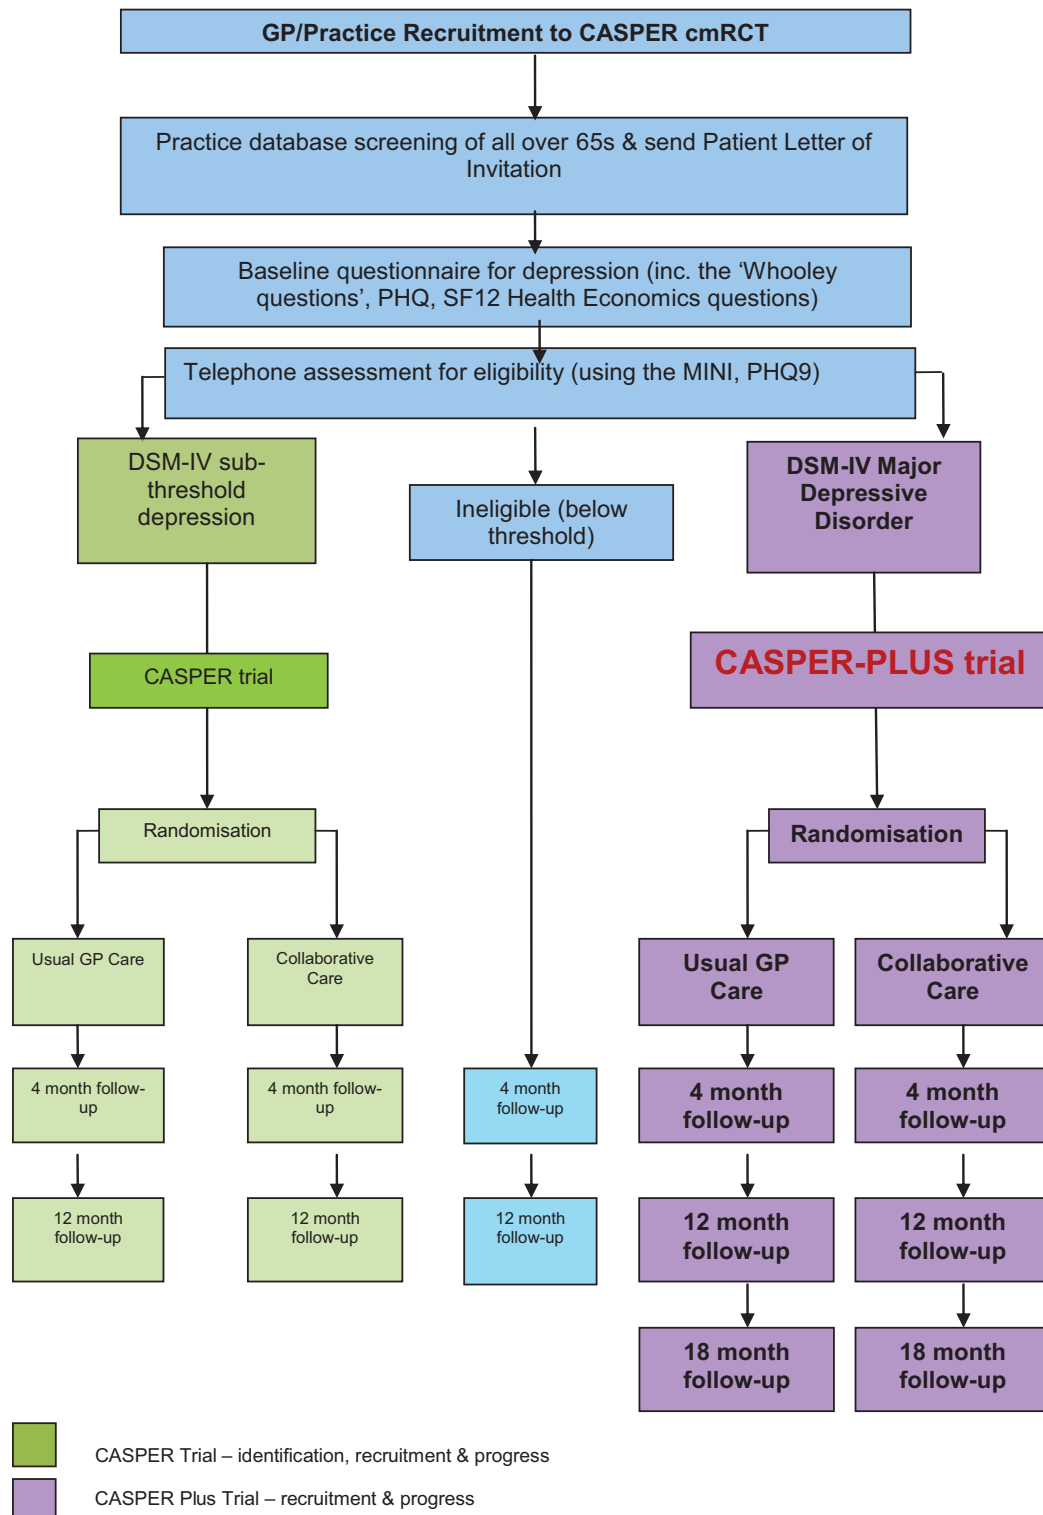 GP/Practice Recruitment to CASPER cmRCT
Practice database screening of all over 65s & send Patient Letter of
Invitation
Baseline questionnaire for depression (inc. the ‘Whooley
questions’, PHQ, SF12 Health Economics questions)
Telephone assessment for eligibility (using the MINI, PHQ9)
DSM-IV sub-
threshold
depression
Ineligible (below
threshold)
DSM-IV Major
Depressive
Disorder
CASPER trial
CASPER-PLUS trial
Randomisation
Randomisation
Usual GP Care
Collaborative
Care
Usual GP
Care
Collaborative
Care
4 month follow-
up
4 month follow-
up
4 month
follow-up
4 month
follow-up
4 month
follow-up
12 month
follow-up
12 month
follow-up
12 month
follow-up
12 month
follow-up
12 month
follow-up
18 month
follow-up
18 month
follow-up
CASPER Trial – identification, recruitment & progress
CASPER Plus Trial – recruitment & progress